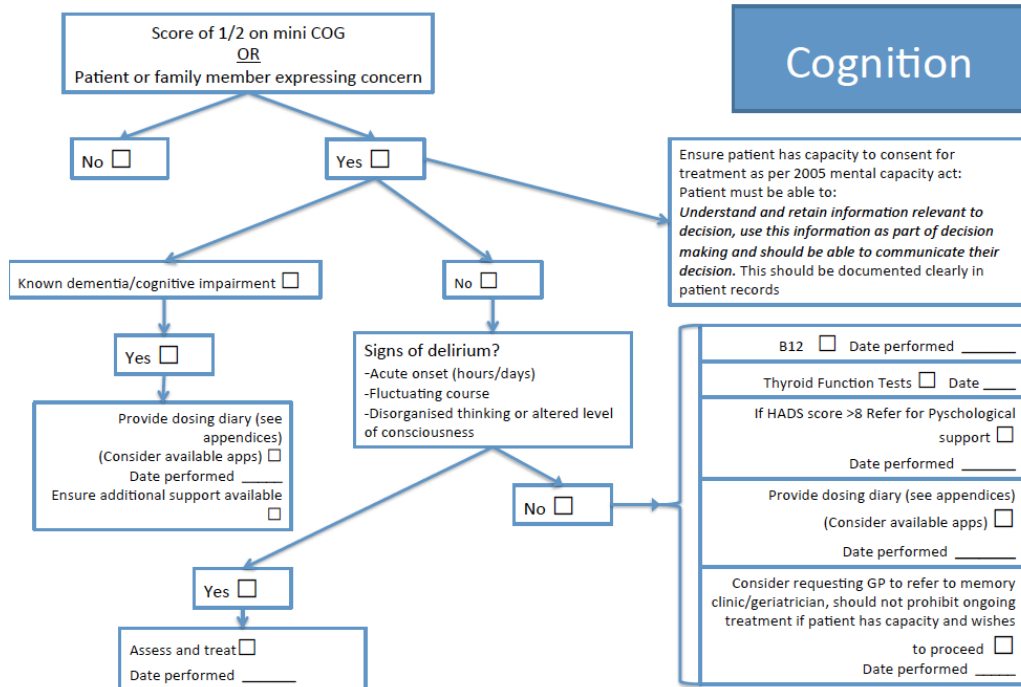 Score of 1/2 on mini COG
OR
Patient or family member expressing concern
Cognition
No ☐
Yes ☐
Ensure patient has capacity to consent for
treatment as per 2005 mental capacity act:
Patient must be able to:
Understand and retain information relevant to
decision, use this information as part of decision
making and should be able to communicate their
decision. This should be documented clearly in
patient records
Known dementia/cognitive impairment ☐
No ☐
Yes ☐
Signs of delirium?
-Acute onset (hours/days)
-Fluctuating course
-Disorganised thinking or altered level
of consciousness
Provide dosing diary (see
appendices)
(Consider available apps) ☐
Date performed _____
Ensure additional support available
☐
No ☐
B12 ☐ Date performed _______
Thyroid Function Tests ☐ Date ____
If HADS score >8 Refer for Pyschological
support ☐
Date performed _______
Provide dosing diary (see appendices)
(Consider available apps) ☐
Date performed _______
Consider requesting GP to refer to memory
clinic/geriatrician, should not prohibit ongoing
treatment if patient has capacity and wishes
to proceed ☐
Date performed _____
Yes ☐
Assess and treat ☐
Date performed _______